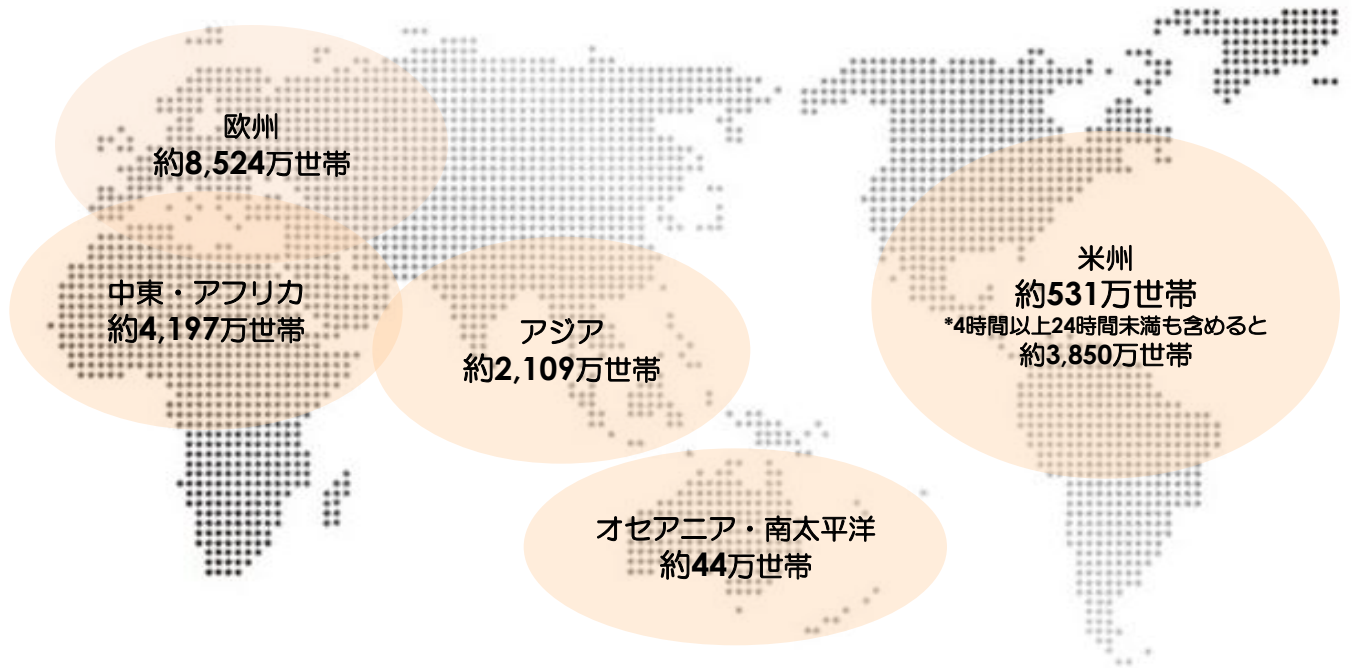 欧州
約8,524万世帯
中東・アフリカ
約4,197万世帯
アジア
約2,109万世帯
オセアニア・南太平洋
約44万世帯
米州
約531万世帯
*4時間以上24時間未満も含めると
約3,850万世帯